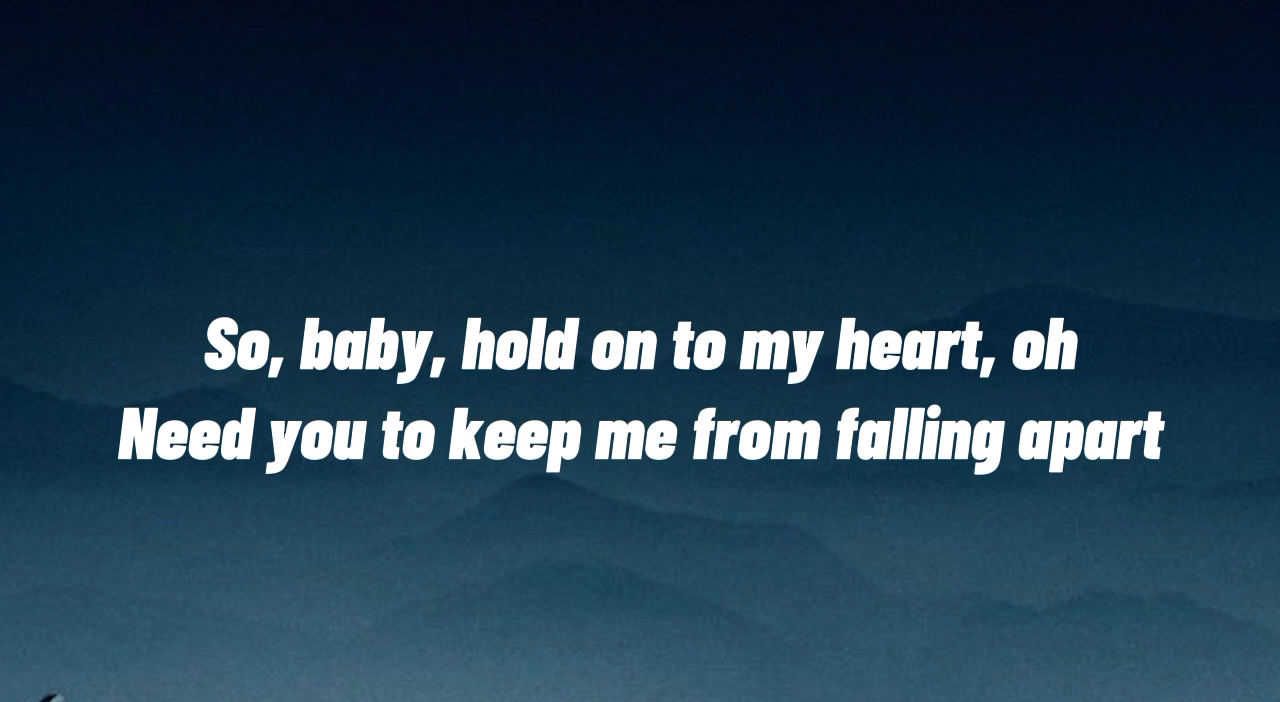 So, baby, hold on to my heart, oh
Need you to keep me from falling apart